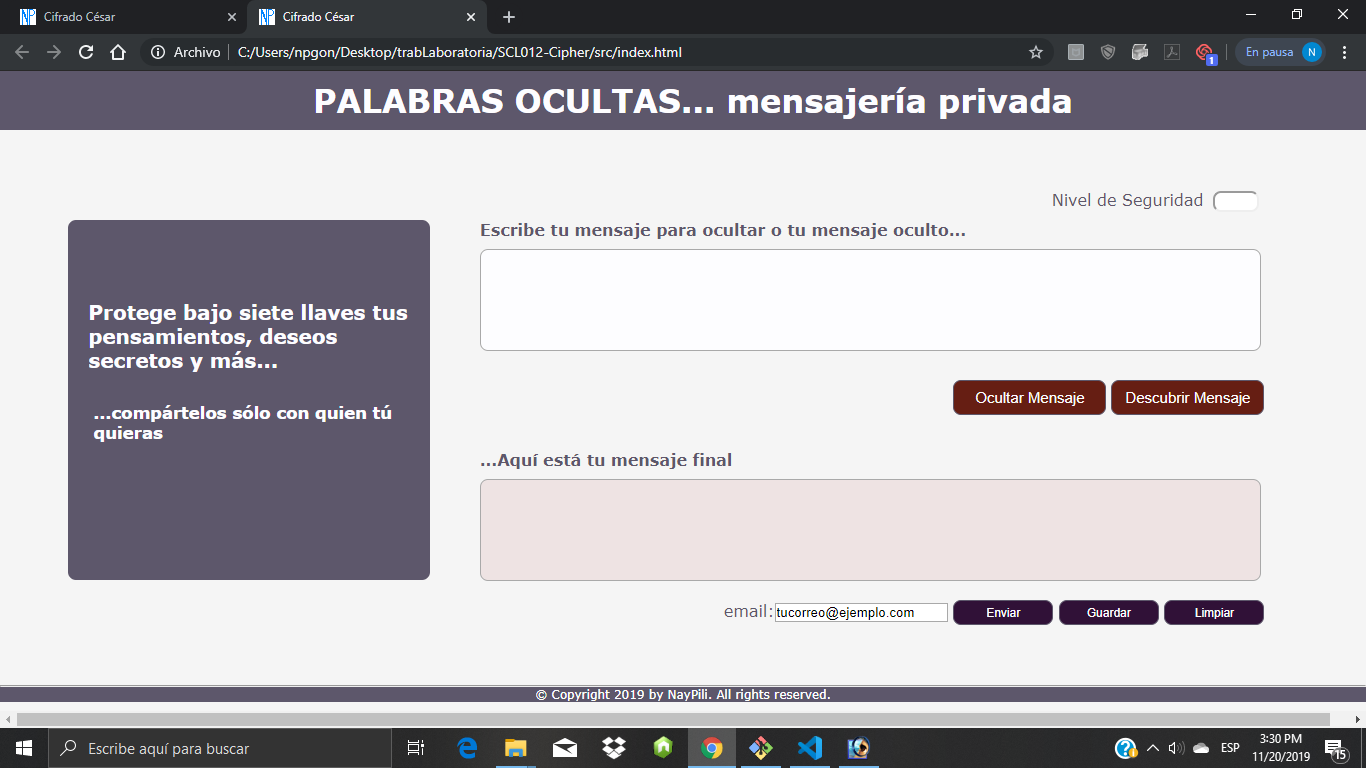 Cifrado César
Cifrado César
Archivo
C:/Users/npgon/Desktop/trabLaboratoria/SCL012-Cipher/src/index.html
1
En pausa
N
PALABRAS OCULTAS... mensajería privada
Nivel de Seguridad
Escribe tu mensaje para ocultar o tu mensaje oculto...
Protege bajo siete llaves tus
pensamientos, deseos
secretos y más...
...compártelos sólo con quien tú
quieras
Ocultar Mensaje
Descubrir Mensaje
...Aquí está tu mensaje final
email:
tucorreo@ejemplo.com
Enviar
Guardar
Limpiar
© Copyright 2019 by NayPili. All rights reserved.
Escribe aquí para buscar
ESP
3:30 PM
11/20/2019
15